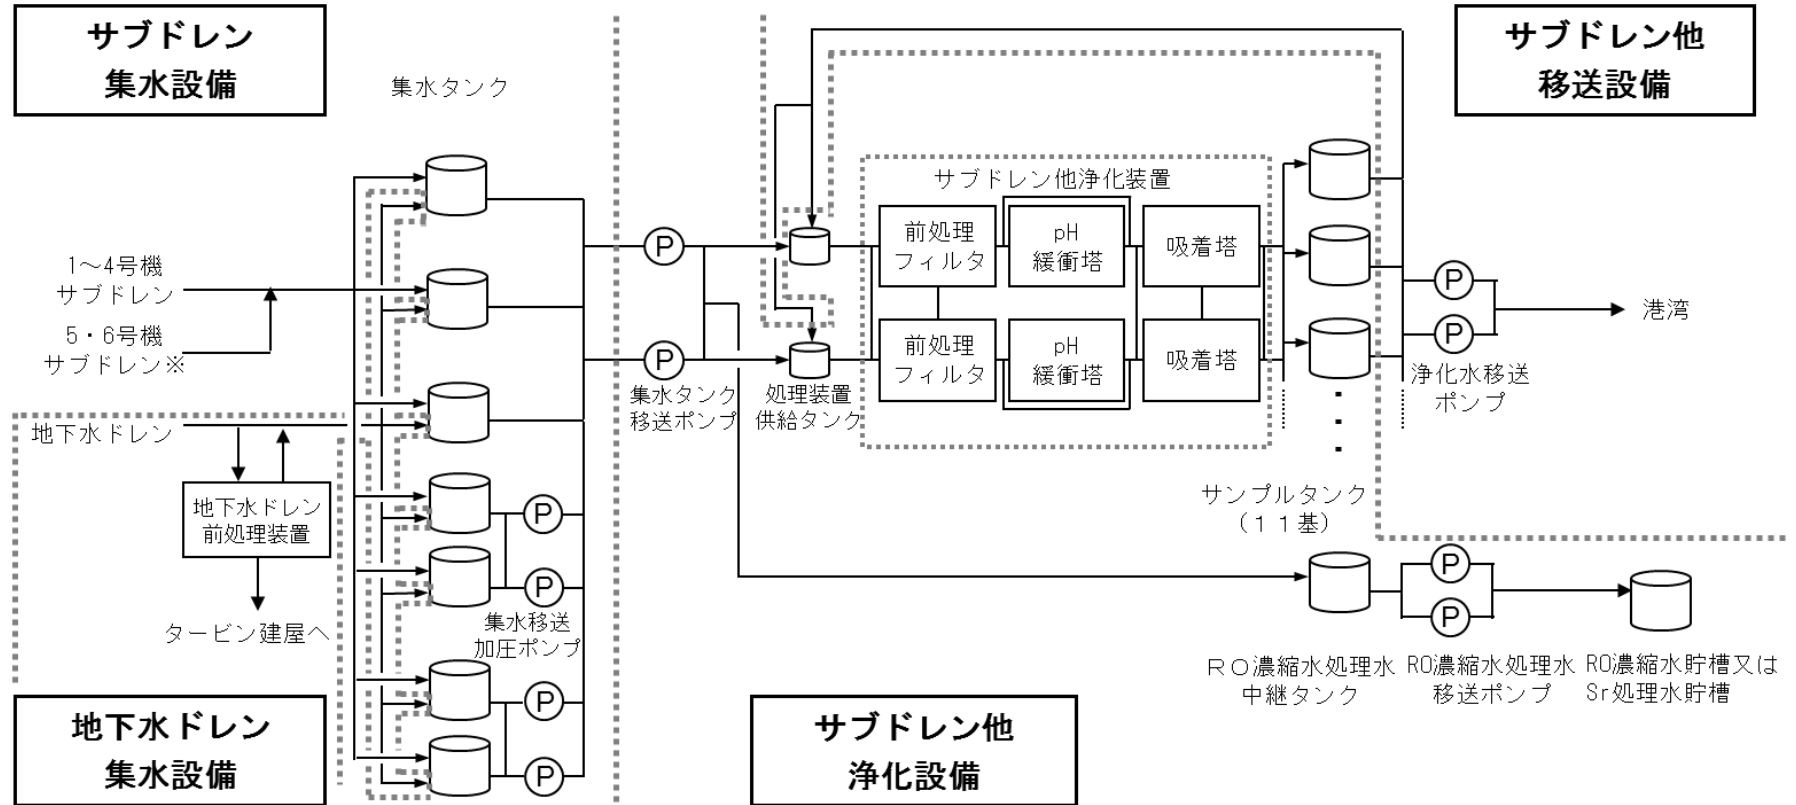 サブドレン
集水設備
集水タンク
サブドレン他
移送設備
サブドレン他浄化装置
前処理
フィルタ
pH
緩衝塔
吸着塔
1～4号機
サブドレン
5・6号機
サブドレン※
P
P
P
P
港湾
前処理
フィルタ
pH
緩衝塔
吸着塔
集水タンク
移送ポンプ
処理装置
供給タンク
浄化水移送
ポンプ
地下水ドレン
地下水ドレン
前処理装置
タービン建屋へ
P
P
集水移送
加圧ポンプ
P
P
サンプルタンク
（１１基）
P
P
ＲＯ濃縮水処理水
中継タンク
RO濃縮水処理水
移送ポンプ
RO濃縮水貯槽又は
Sr処理水貯槽
地下水ドレン
集水設備
サブドレン他
浄化設備